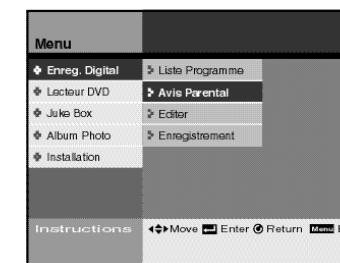 Menu
Enreg. Digital
Liste Programme
Lecteur DVD
Avis Parental
Juke Box
Editer
Album Photo
Enregistrement
Installation
Instructions
Move Enter Return Menu